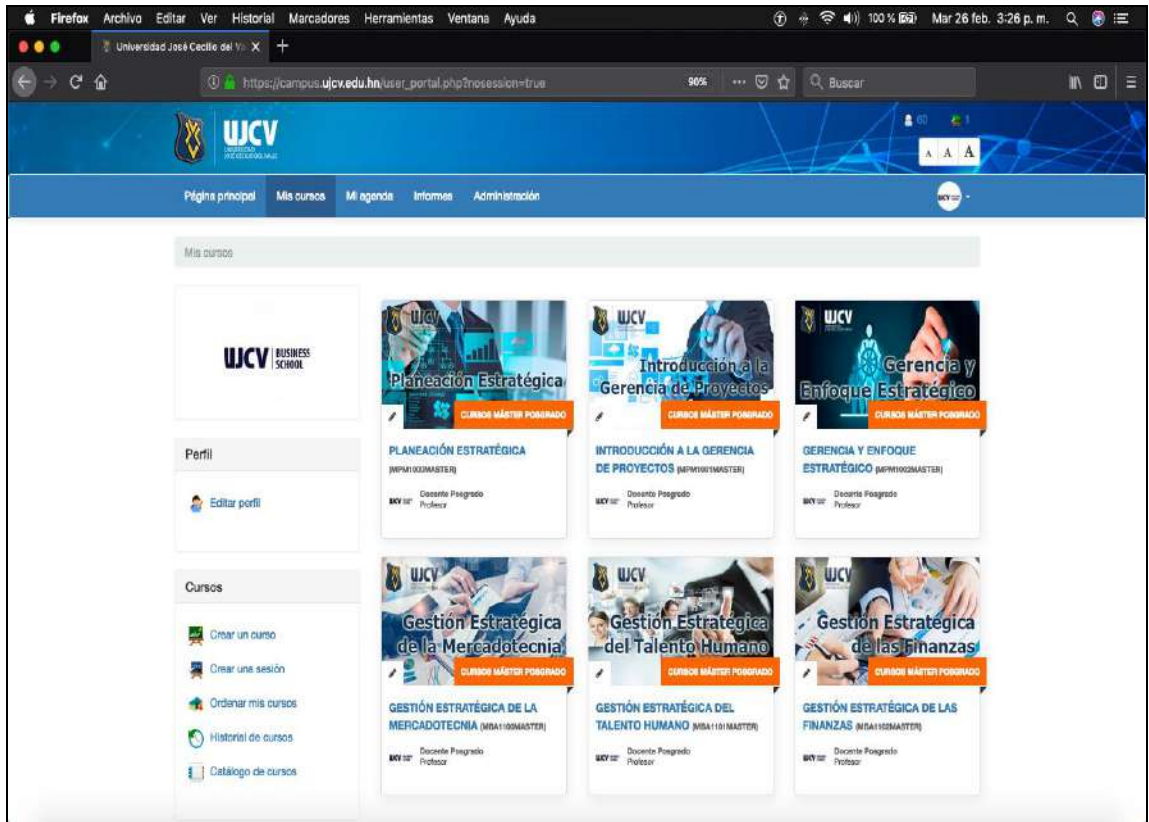 Firefox Archivo Editar Ver Historial Marcadores Herramientas Ventana Ayuda 100 % Mar 26 feb. 3:26 p. m.
Universidad José Cecilio del Va
https://campus.ujcv.edu.hn/user_portal.php?nosession=true 90% Buscar
UJCV
60 1
A A A
Página principal Mis cursos Mi agenda Informes Administración
Mis cursos
UJCV BUSINESS SCHOOL
Perfil
Editar perfil
Cursos
Crear un curso
Crear una sesión
Ordenar mis cursos
Historial de cursos
Catálogo de cursos
UJCV
Planeación Estratégica
CURSOS MÁSTER POSGRADO
PLANEACIÓN ESTRATÉGICA
(MPM1003MASTER)
Docente Posgrado
Profesor
UJCV
Introducción a la
Gerencia de Proyectos
CURSOS MÁSTER POSGRADO
INTRODUCCIÓN A LA GERENCIA
DE PROYECTOS (MPM1001MASTER)
Docente Posgrado
Profesor
UJCV
Gerencia y
Enfoque Estratégico
CURSOS MÁSTER POSGRADO
GERENCIA Y ENFOQUE
ESTRATÉGICO (MPM1002MASTER)
Docente Posgrado
Profesor
UJCV
Gestión Estratégica
de la Mercadotecnia
CURSOS MÁSTER POSGRADO
GESTIÓN ESTRATÉGICA DE LA
MERCADOTECNIA (MBA1100MASTER)
Docente Posgrado
Profesor
UJCV
Gestión Estratégica
del Talento Humano
CURSOS MÁSTER POSGRADO
GESTIÓN ESTRATÉGICA DEL
TALENTO HUMANO (MBA1101MASTER)
Docente Posgrado
Profesor
UJCV
Gestión Estratégica
de las Finanzas
CURSOS MÁSTER POSGRADO
GESTIÓN ESTRATÉGICA DE LAS
FINANZAS (MBA1102MASTER)
Docente Posgrado
Profesor